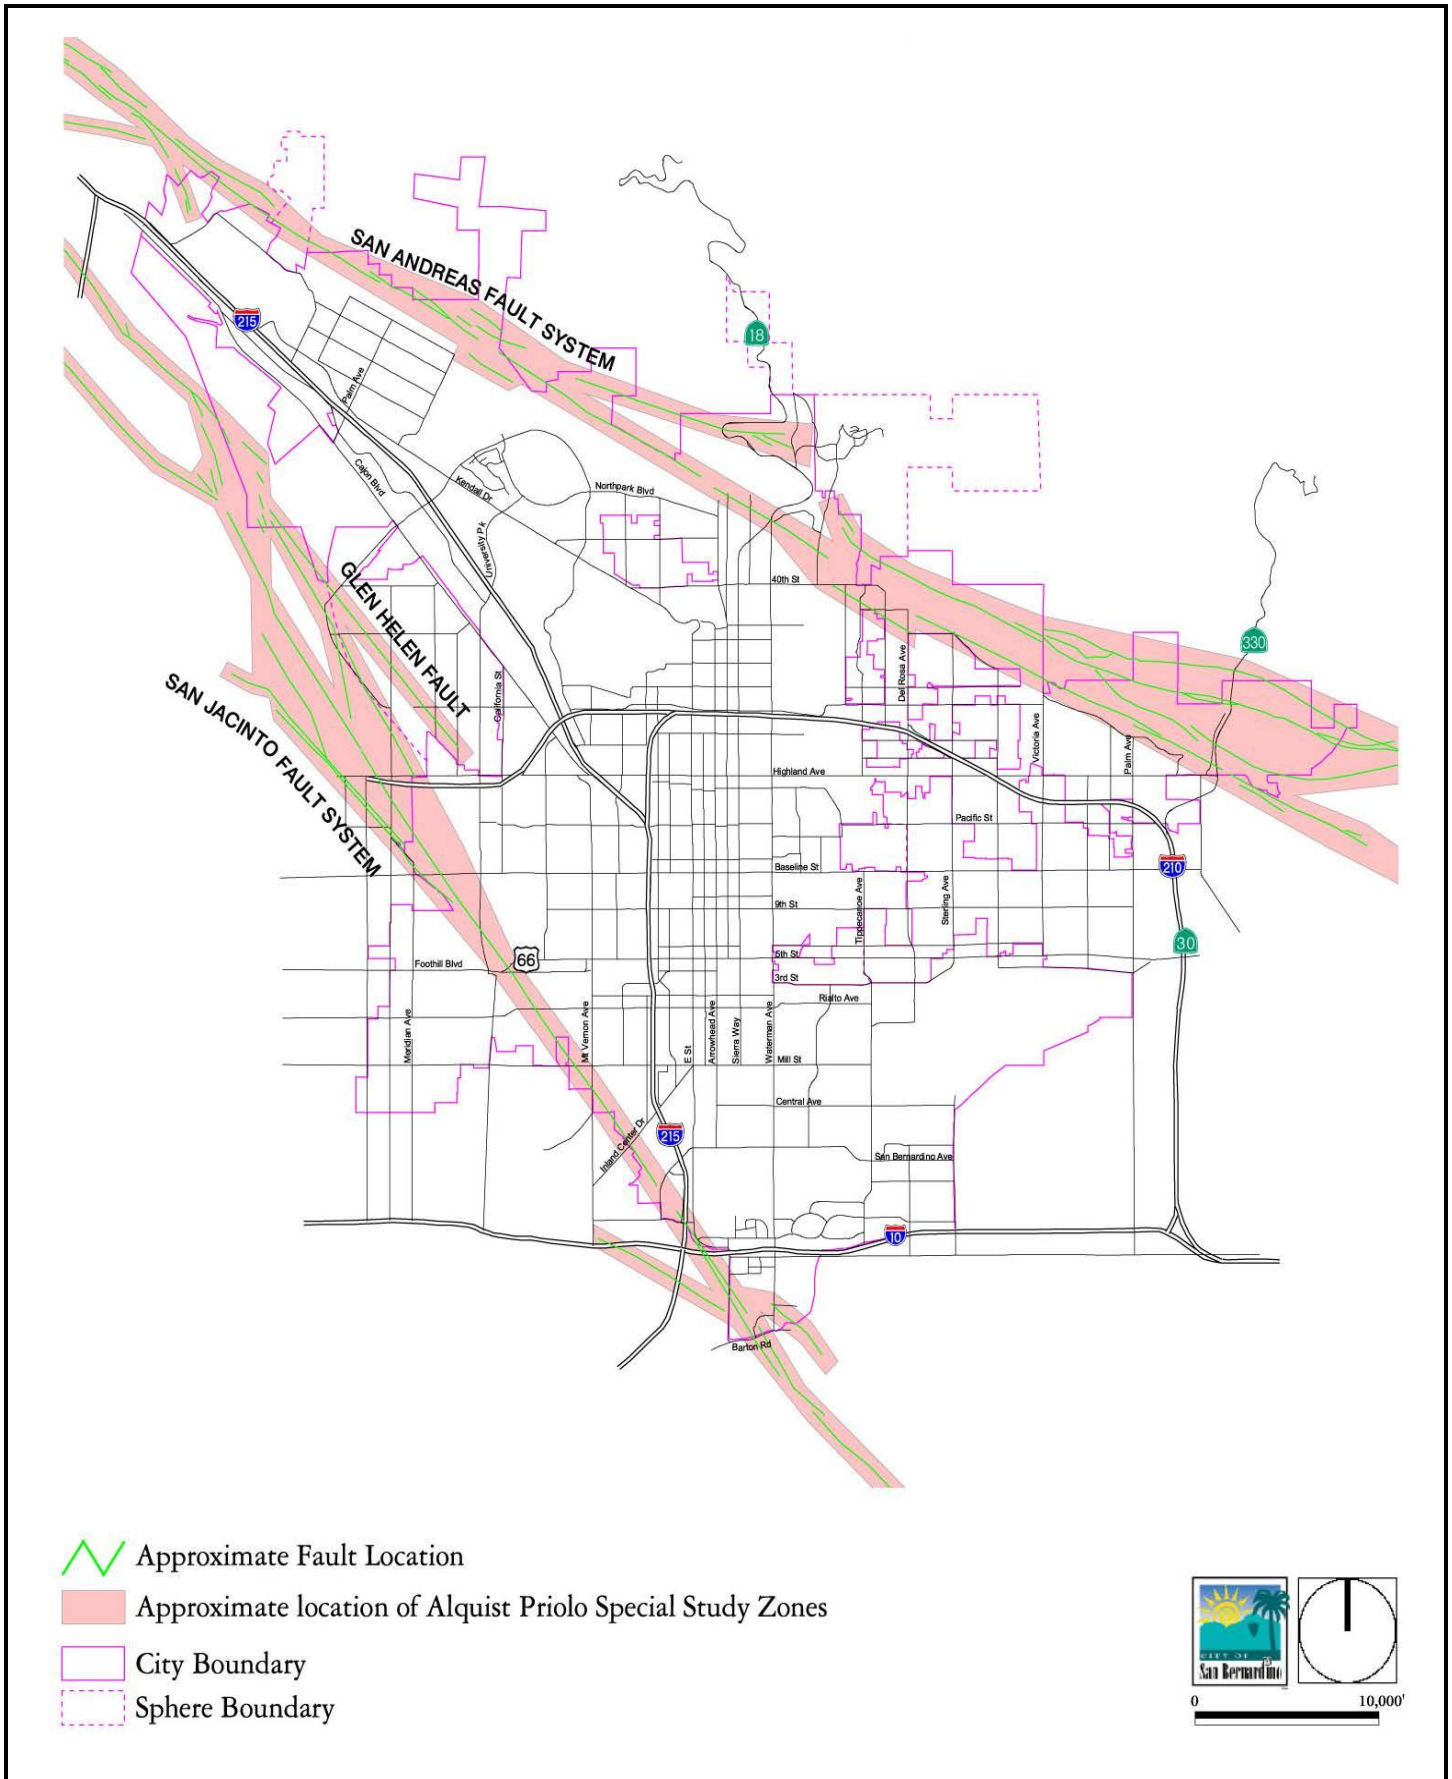 SAN ANDREAS FAULT SYSTEM
215
18
Palm Ave
Cajon Blvd
Kendall Dr
Northpark Blvd
University Pk
40th St
GLEN HELEN FAULT
330
Del Rosa Ave
California St
SAN JACINTO FAULT SYSTEM
Victoria Ave
Palm Ave
Highland Ave
Pacific St
Baseline St
210
Tippecanoe Ave
Sterling Ave
9th St
30
5th St
66
Foothill Blvd
3rd St
Rialto Ave
Meridian Ave
Mt Vernon Ave
E St
Arrowhead Ave
Sierra Way
Waterman Ave
Mill St
Central Ave
215
Inland Center Dr
San Bernardino Ave
10
Barton Rd
Approximate Fault Location
Approximate location of Alquist Priolo Special Study Zones
City Boundary
Sphere Boundary
CITY OF
San Bernardino
0 10,000'